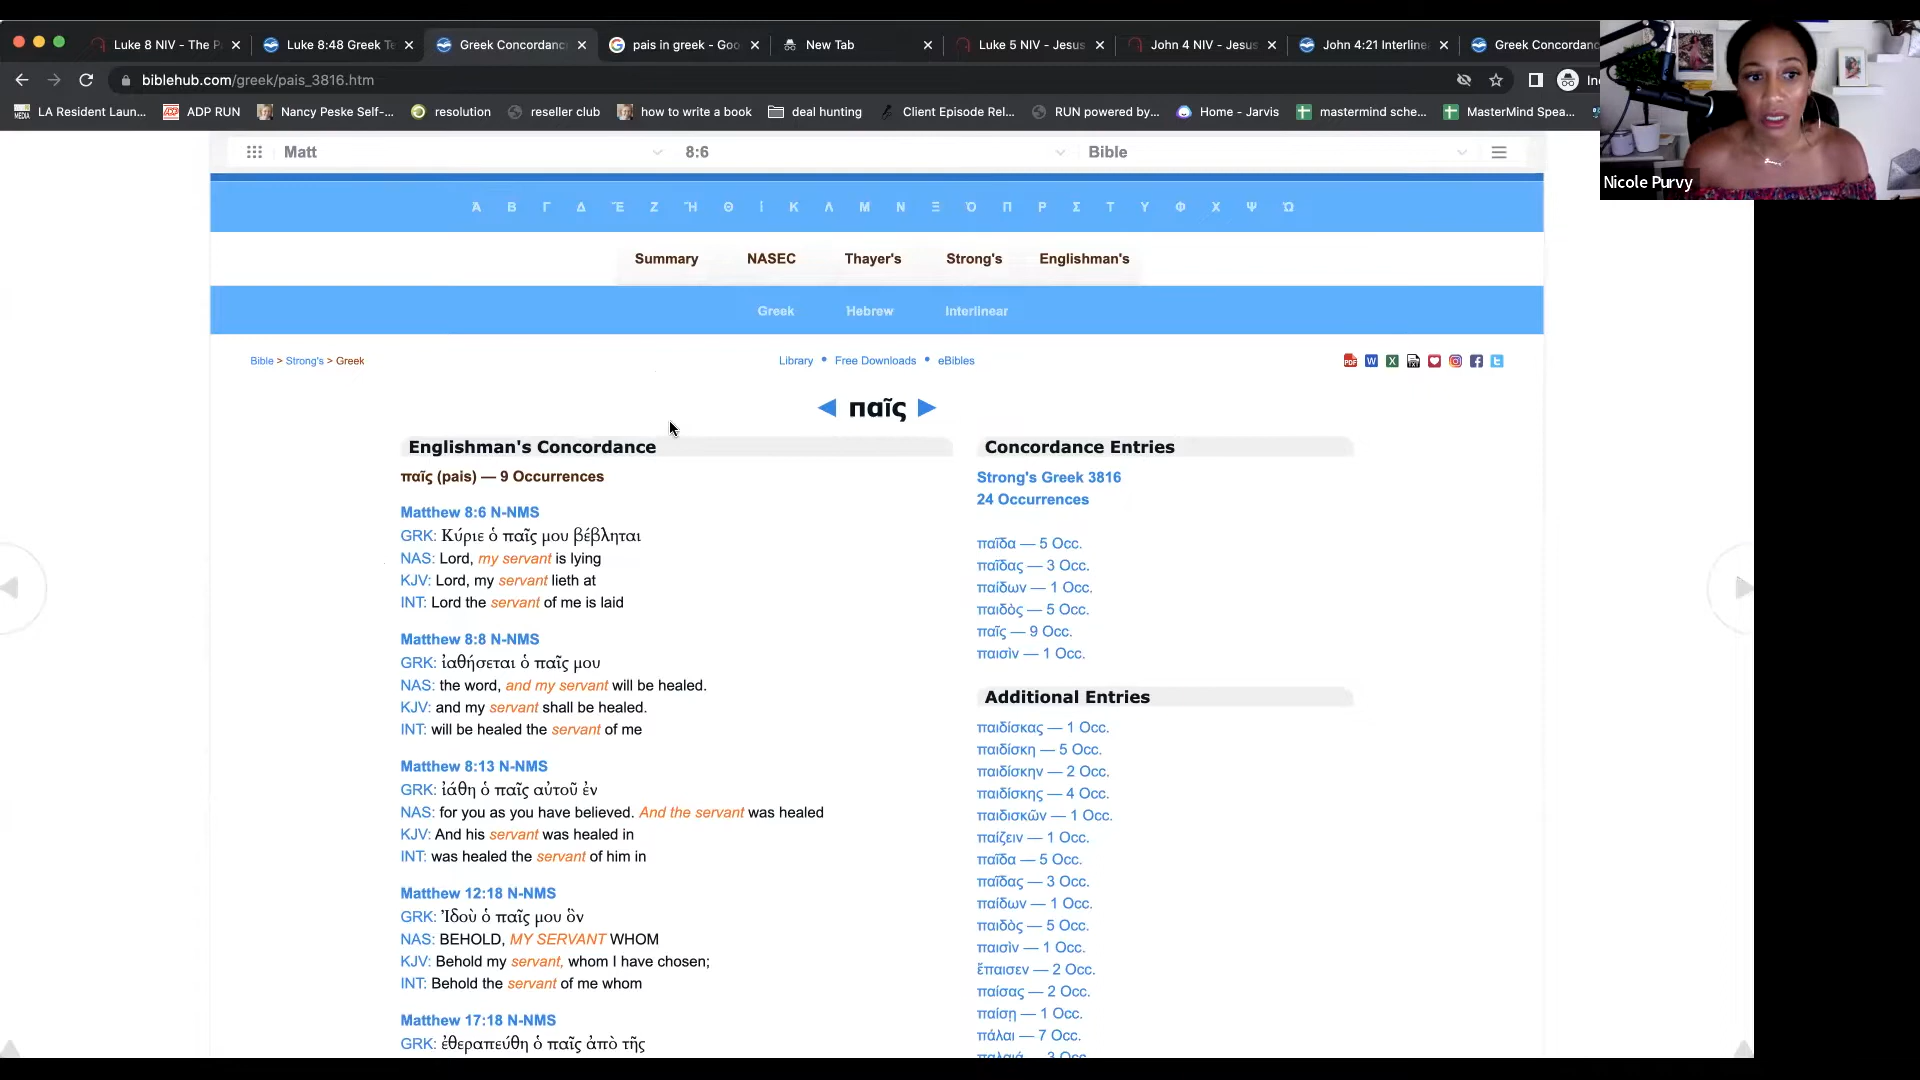 Luke 8 NIV - The P
Luke 8:48 Greek Te
Greek Concordanc
pais in greek - Goo
New Tab
Luke 5 NIV - Jesus
John 4 NIV - Jesus
John 4:21 Interline
Greek Concordanc
biblehub.com/greek/pais_3816.htm
LA Resident Laun...
ADP RUN
Nancy Peske Self-...
resolution
reseller club
how to write a book
deal hunting
Client Episode Rel...
RUN powered by...
Home - Jarvis
mastermind sche...
MasterMind Spea...
Nicole Purvy
Matt
8:6
Bible
Ἀ Β Γ Δ Ἐ Ζ Ἡ Θ Ἰ Κ Λ Μ Ν Ξ Ὀ Π Ρ Σ Τ Υ Φ Χ Ψ Ὠ
Summary NASEC Thayer's Strong's Englishman's
Greek Hebrew Interlinear
Bible > Strong's > Greek
Library • Free Downloads • eBibles
◀ παῖς ▶
Englishman's Concordance
παῖς (pais) — 9 Occurrences
Matthew 8:6 N-NMS
GRK: Κύριε ὁ παῖς μου βέβληται
NAS: Lord, my servant is lying
KJV: Lord, my servant lieth at
INT: Lord the servant of me is laid
Matthew 8:8 N-NMS
GRK: ἰαθήσεται ὁ παῖς μου
NAS: the word, and my servant will be healed.
KJV: and my servant shall be healed.
INT: will be healed the servant of me
Matthew 8:13 N-NMS
GRK: ἰάθη ὁ παῖς αὐτοῦ ἐν
NAS: for you as you have believed. And the servant was healed
KJV: And his servant was healed in
INT: was healed the servant of him in
Matthew 12:18 N-NMS
GRK: Ἰδοὺ ὁ παῖς μου ὃν
NAS: BEHOLD, MY SERVANT WHOM
KJV: Behold my servant, whom I have chosen;
INT: Behold the servant of me whom
Matthew 17:18 N-NMS
GRK: ἐθεραπεύθη ὁ παῖς ἀπὸ τῆς
Concordance Entries
Strong's Greek 3816
24 Occurrences
παῖδα — 5 Occ.
παῖδας — 3 Occ.
παίδων — 1 Occ.
παιδὸς — 5 Occ.
παῖς — 9 Occ.
παισὶν — 1 Occ.
Additional Entries
παιδίσκας — 1 Occ.
παιδίσκη — 5 Occ.
παιδίσκην — 2 Occ.
παιδίσκης — 4 Occ.
παιδισκῶν — 1 Occ.
παίζειν — 1 Occ.
παῖδα — 5 Occ.
παῖδας — 3 Occ.
παίδων — 1 Occ.
παιδὸς — 5 Occ.
παισὶν — 1 Occ.
ἔπαισεν — 2 Occ.
παίσας — 2 Occ.
παίσῃ — 1 Occ.
πάλαι — 7 Occ.
παλαιά — 3 Occ.